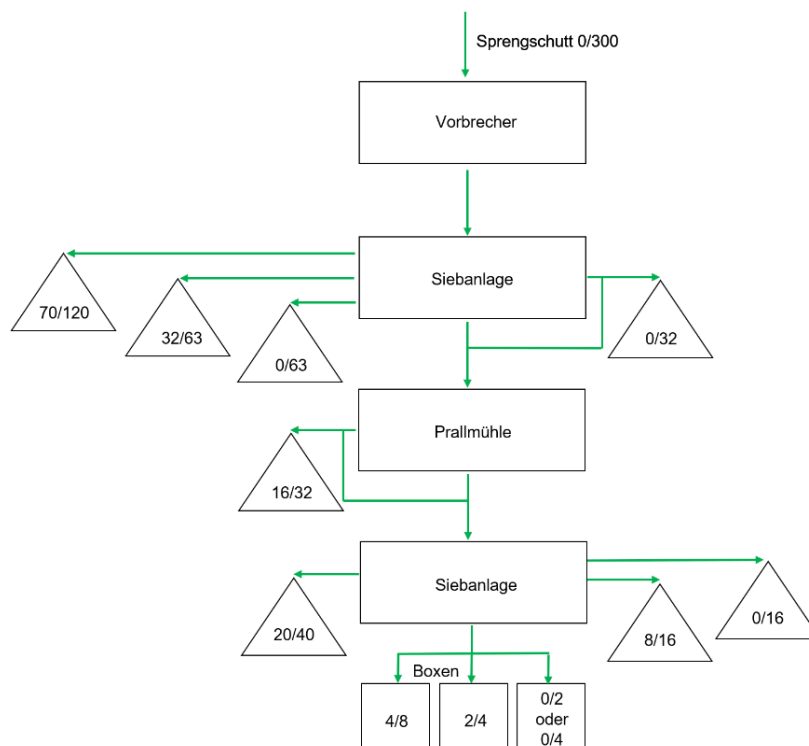 Sprengschutt 0/300
Vorbrecher
Siebanlage
70/120
32/63
0/63
0/32
Prallmühle
16/32
Siebanlage
20/40
8/16
0/16
Boxen
4/8
2/4
0/2
oder
0/4